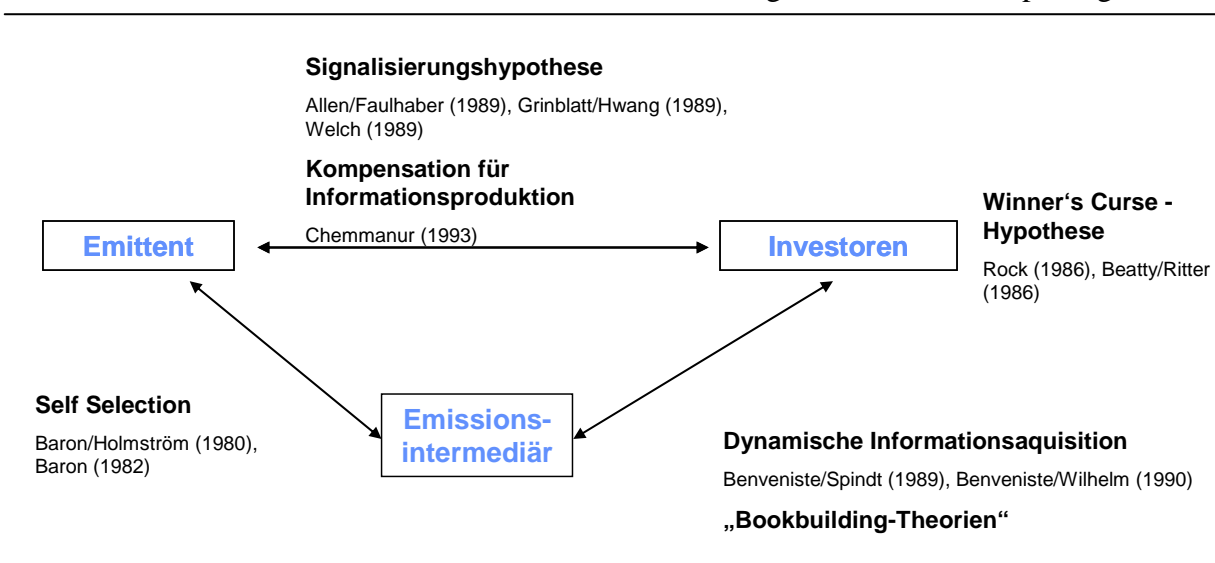 Signalisierungshypothese
Allen/Faulhaber (1989), Grinblatt/Hwang (1989),
Welch (1989)
Kompensation für
Informationsproduktion
Chemmanur (1993)
Emittent
Investoren
Winner‘s Curse -
Hypothese
Rock (1986), Beatty/Ritter
(1986)
Self Selection
Baron/Holmström (1980),
Baron (1982)
Emissions-
intermediär
Dynamische Informationsaquisition
Benveniste/Spindt (1989), Benveniste/Wilhelm (1990)
„Bookbuilding-Theorien“